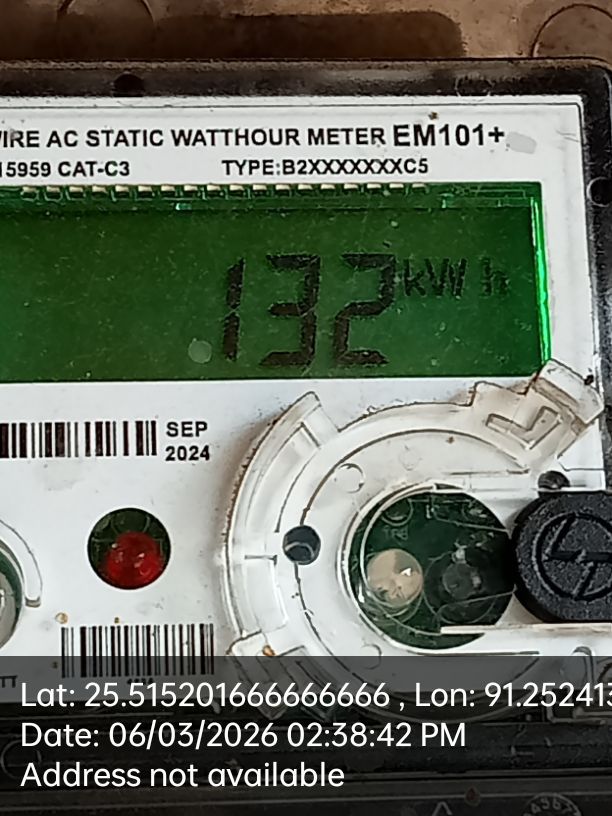 WIRE AC STATIC WATTHOUR METER EM101+
15959 CAT-C3 TYPE:B2XXXXXXXC5
132 kWh
SEP
2024
Lat: 25.515201666666666 , Lon: 91.252413
Date: 06/03/2026 02:38:42 PM
Address not available